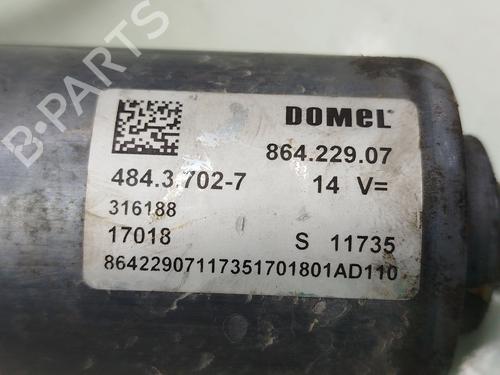 B-PARTS
DOMEL
864.229.07
484.3.702-7 14 V=
316188
17018 S 11735
86422907117351701801AD110